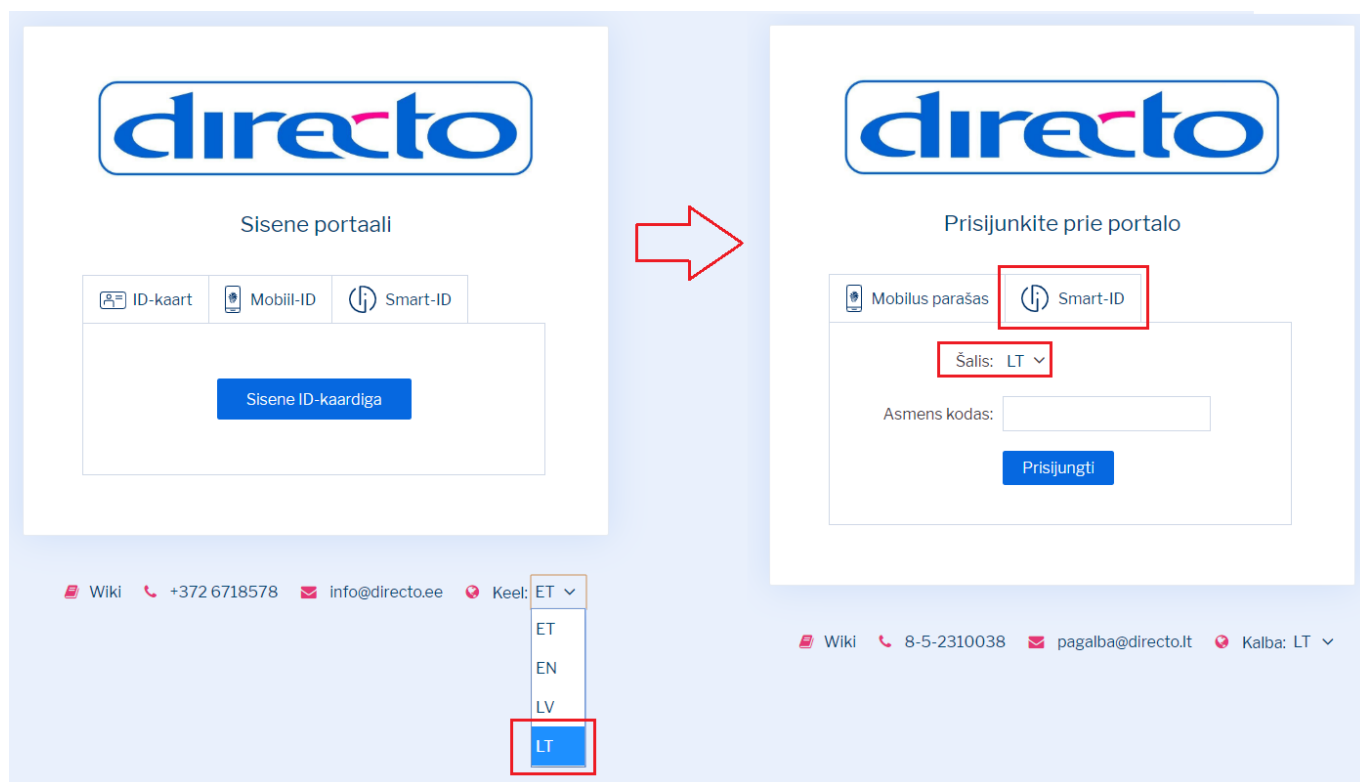 directo
Sisene portaali
ID-kaart Mobiil-ID Smart-ID
Sisene ID-kaardiga
Wiki +372 6718578 info@directo.ee Keel: ET
ET
EN
LV
LT
directo
Prisijunkite prie portalo
Mobilus parašas Smart-ID
Šalis: LT
Asmens kodas:
Prisijungti
Wiki 8-5-2310038 pagalba@directo.lt Kalba: LT